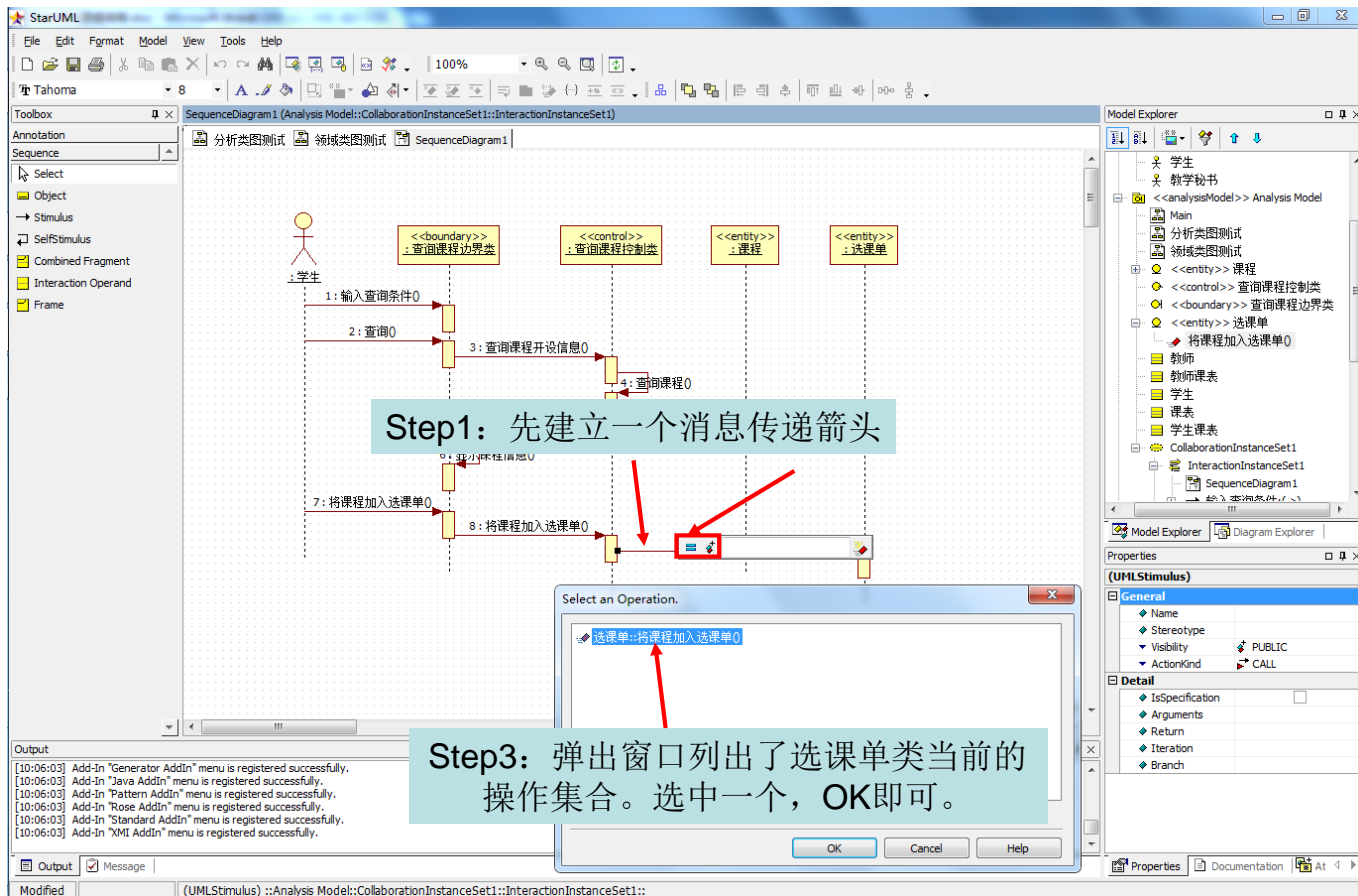 StarUML
File Edit Format Model View Tools Help
100%
Tahoma 8
Toolbox
Annotation
Sequence
Select
Object
Stimulus
SelfStimulus
Combined Fragment
Interaction Operand
Frame
SequenceDiagram1 (Analysis Model::CollaborationInstanceSet1::InteractionInstanceSet1)
分析类图测试 领域类图测试 SequenceDiagram1
<<boundary>>
: 查询课程边界类
<<control>>
: 查询课程控制类
<<entity>>
: 课程
<<entity>>
: 选课单
: 学生
1 : 输入查询条件()
2 : 查询()
3 : 查询课程开设信息()
4 : 查询课程()
Step1：先建立一个消息传递箭头
6 : 显示课程信息()
7 : 将课程加入选课单()
8 : 将课程加入选课单()
Select an Operation.
选课单::将课程加入选课单()
Step3：弹出窗口列出了选课单类当前的
操作集合。选中一个，OK即可。
OK Cancel Help
Model Explorer
学生
教学秘书
<<analysisModel>> Analysis Model
Main
分析类图测试
领域类图测试
<<entity>> 课程
<<control>> 查询课程控制类
<<boundary>> 查询课程边界类
<<entity>> 选课单
将课程加入选课单()
教师
教师课表
学生
课表
学生课表
CollaborationInstanceSet1
InteractionInstanceSet1
SequenceDiagram1
输入查询条件:(->)
Model Explorer Diagram Explorer
Properties
(UMLStimulus)
General
Name
Stereotype
Visibility PUBLIC
ActionKind CALL
Detail
IsSpecification
Arguments
Return
Iteration
Branch
Properties Documentation At
Output
[10:06:03] Add-In "Generator AddIn" menu is registered successfully.
[10:06:03] Add-In "Java AddIn" menu is registered successfully.
[10:06:03] Add-In "Pattern AddIn" menu is registered successfully.
[10:06:03] Add-In "Rose AddIn" menu is registered successfully.
[10:06:03] Add-In "Standard AddIn" menu is registered successfully.
[10:06:03] Add-In "XMI AddIn" menu is registered successfully.
Output Message
Modified (UMLStimulus) ::Analysis Model::CollaborationInstanceSet1::InteractionInstanceSet1::